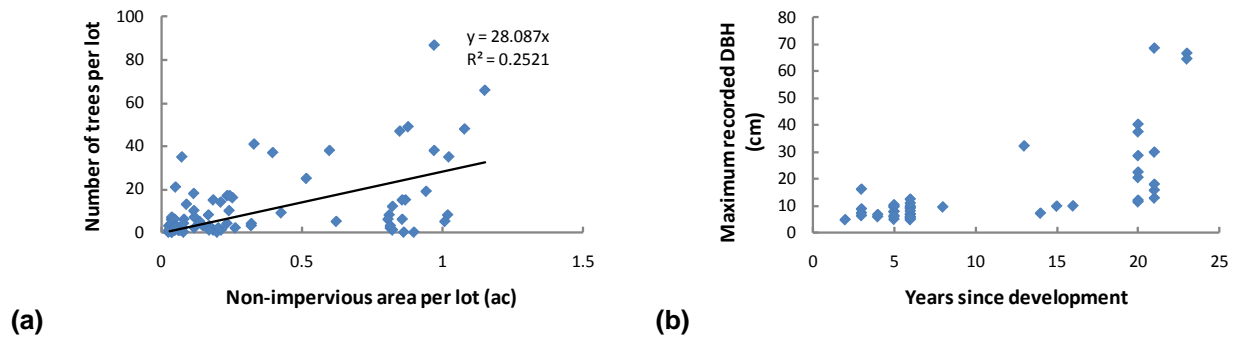 Number of trees per lot
100
80
60
40
20
0
y = 28.087x
R² = 0.2521
0
0.5
1
1.5
Non-impervious area per lot (ac)
(a)
Maximum recorded DBH
(cm)
80
70
60
50
40
30
20
10
0
0
5
10
15
20
25
Years since development
(b)